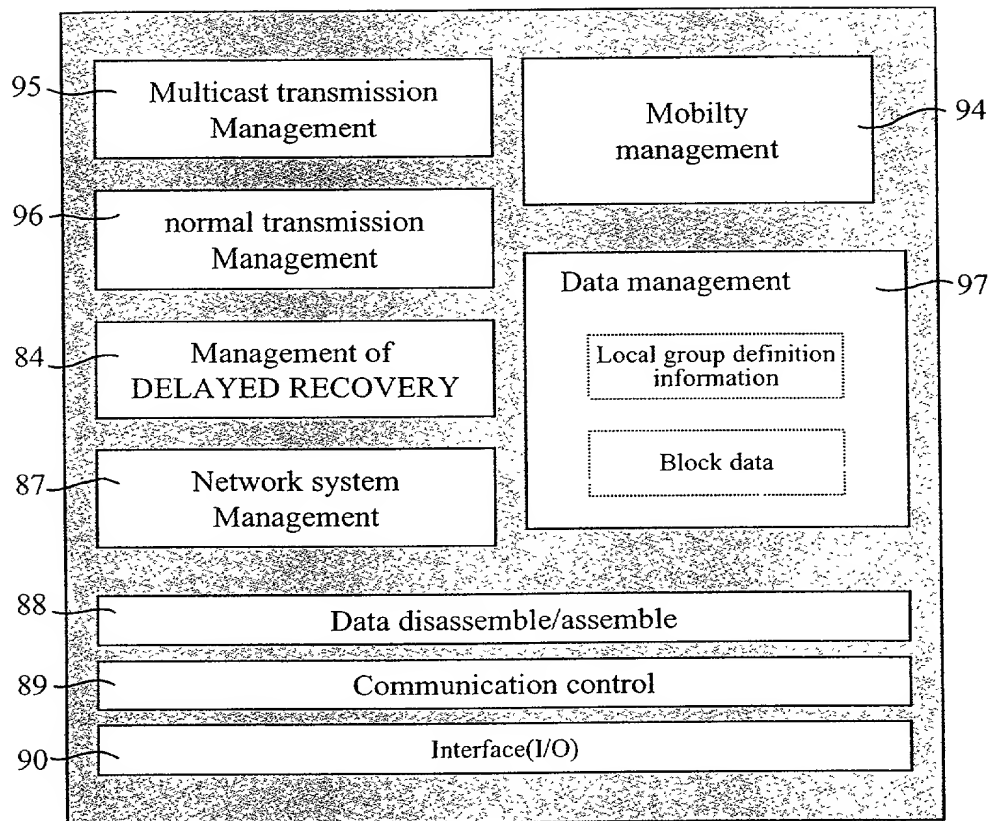 95
Multicast transmission
Management
Mobilty
management
94
96
normal transmission
Management
Data management
97
Local group definition
information
Block data
84
Management of
DELAYED RECOVERY
87
Network system
Management
88
Data disassemble/assemble
89
Communication control
90
Interface(I/O)